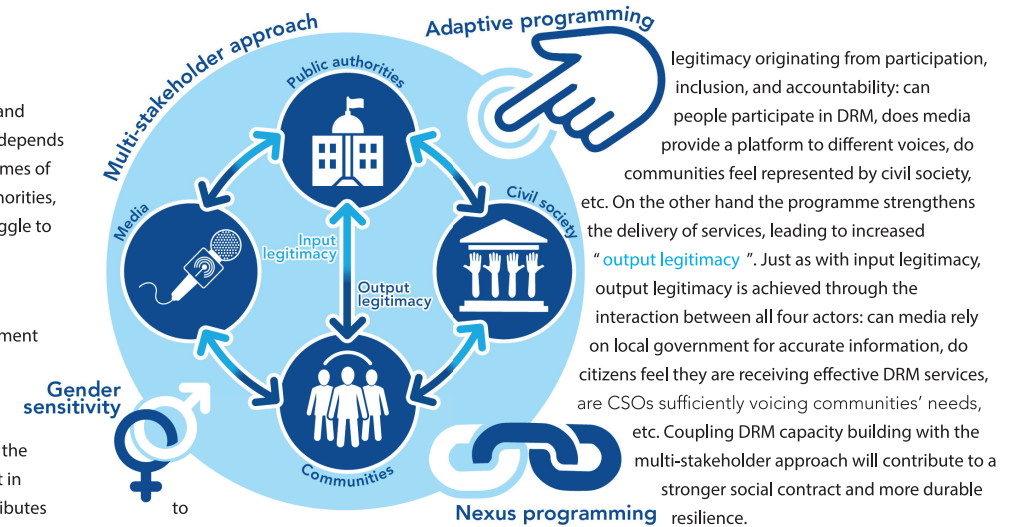 and
depends
mes of
horities,
ggle to
ment
the
t in
ributes
to
Multi-stakeholder approach
Adaptive programming
Public authorities
Media
Civil society
Communities
Input
legitimacy
Output
legitimacy
Gender
sensitivity
Nexus programming
legitimacy originating from participation,
inclusion, and accountability: can
people participate in DRM, does media
provide a platform to different voices, do
communities feel represented by civil society,
etc. On the other hand the programme strengthens
the delivery of services, leading to increased
“ output legitimacy ”. Just as with input legitimacy,
output legitimacy is achieved through the
interaction between all four actors: can media rely
on local government for accurate information, do
citizens feel they are receiving effective DRM services,
are CSOs sufficiently voicing communities’ needs,
etc. Coupling DRM capacity building with the
multi-stakeholder approach will contribute to a
stronger social contract and more durable
resilience.